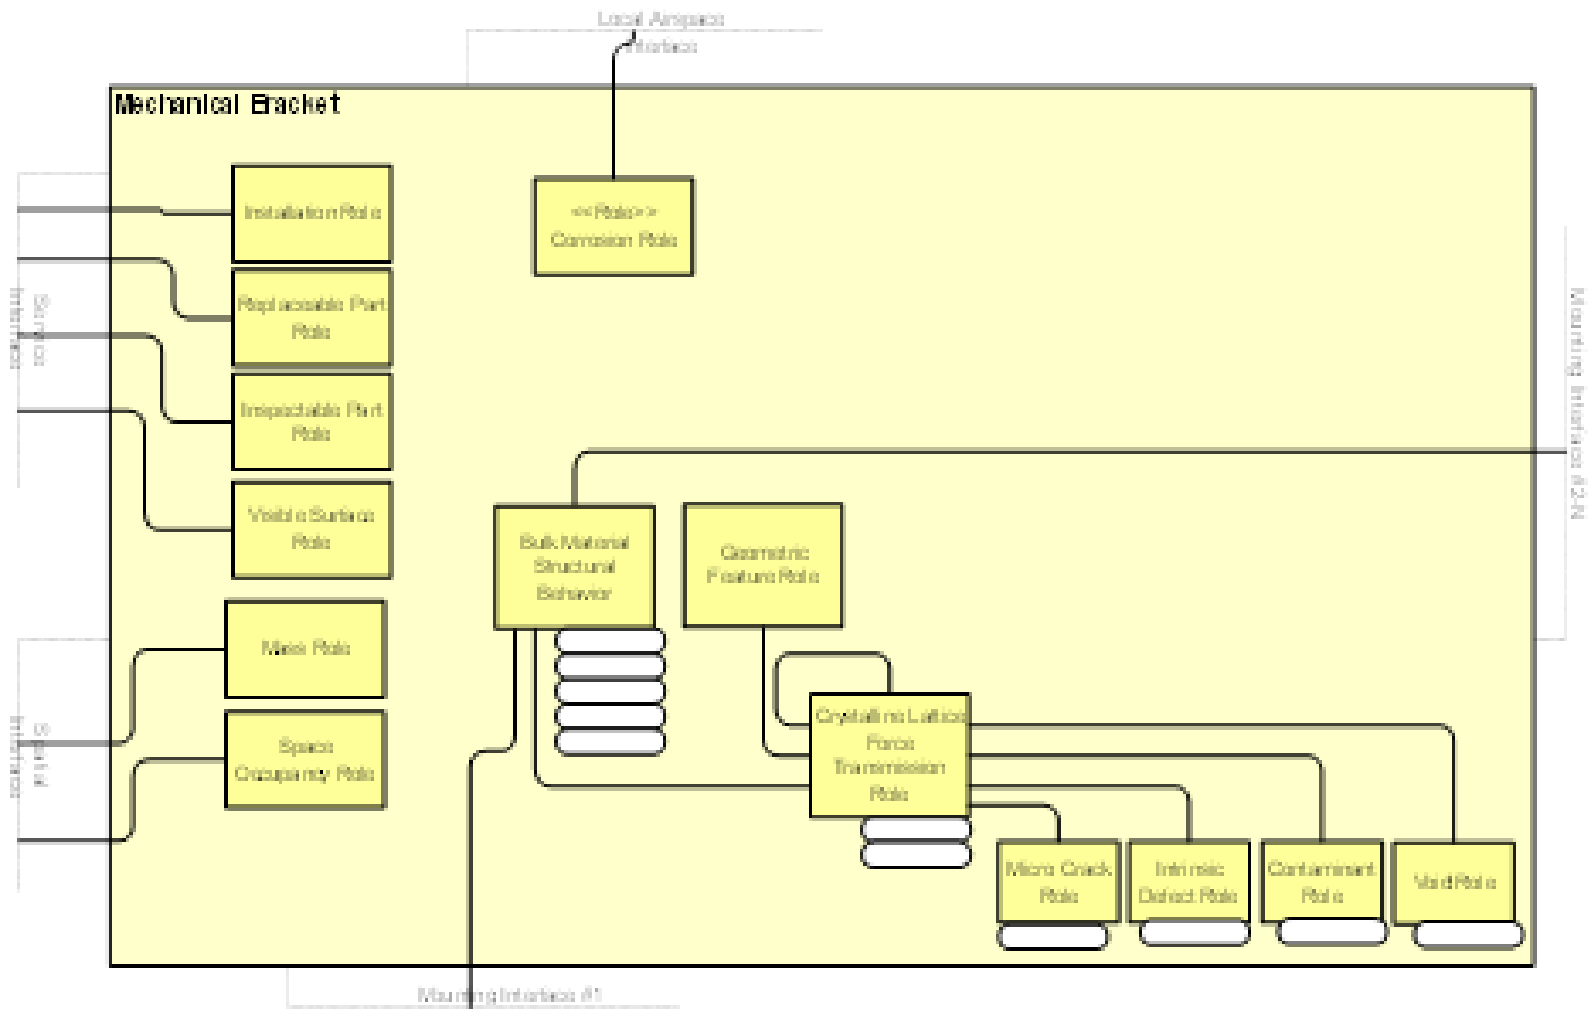 Local Airspace
Interface
Mechanical Bracket
Installation Role
<<Role>>
Corrosion Role
Replaceable Part
Role
Service
Interface
Inspectable Part
Role
Mounting Interface #2-N
Visible Surface
Role
Bulk Material
Structural
Behavior
Geometric
Feature Role
Mass Role
Crystalline Lattice
Force
Transmission
Role
Spatial
Interface
Space
Occupancy Role
Micro Crack
Role
Intrinsic
Defect Role
Contaminant
Role
Void Role
Mounting Interface #1